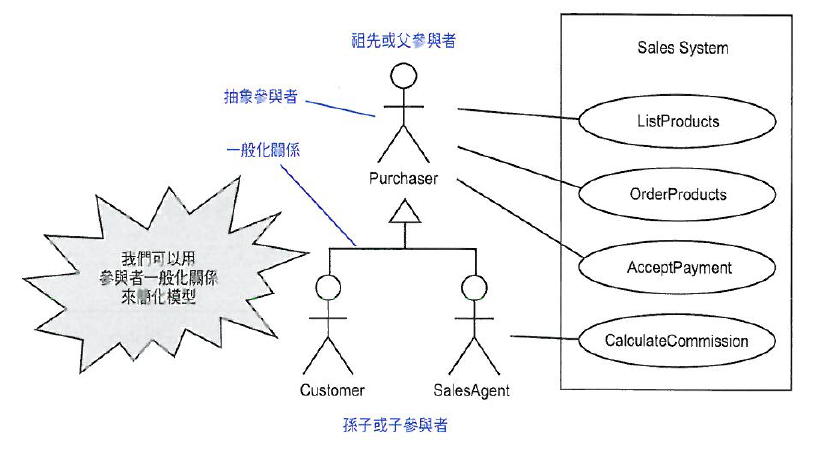 祖先或父參與者
Sales System
抽象參與者
ListProducts
一般化關係
Purchaser
OrderProducts
我們可以用
參與者一般化關係
來簡化模型
AcceptPayment
CalculateCommission
Customer
SalesAgent
孫子或子參與者